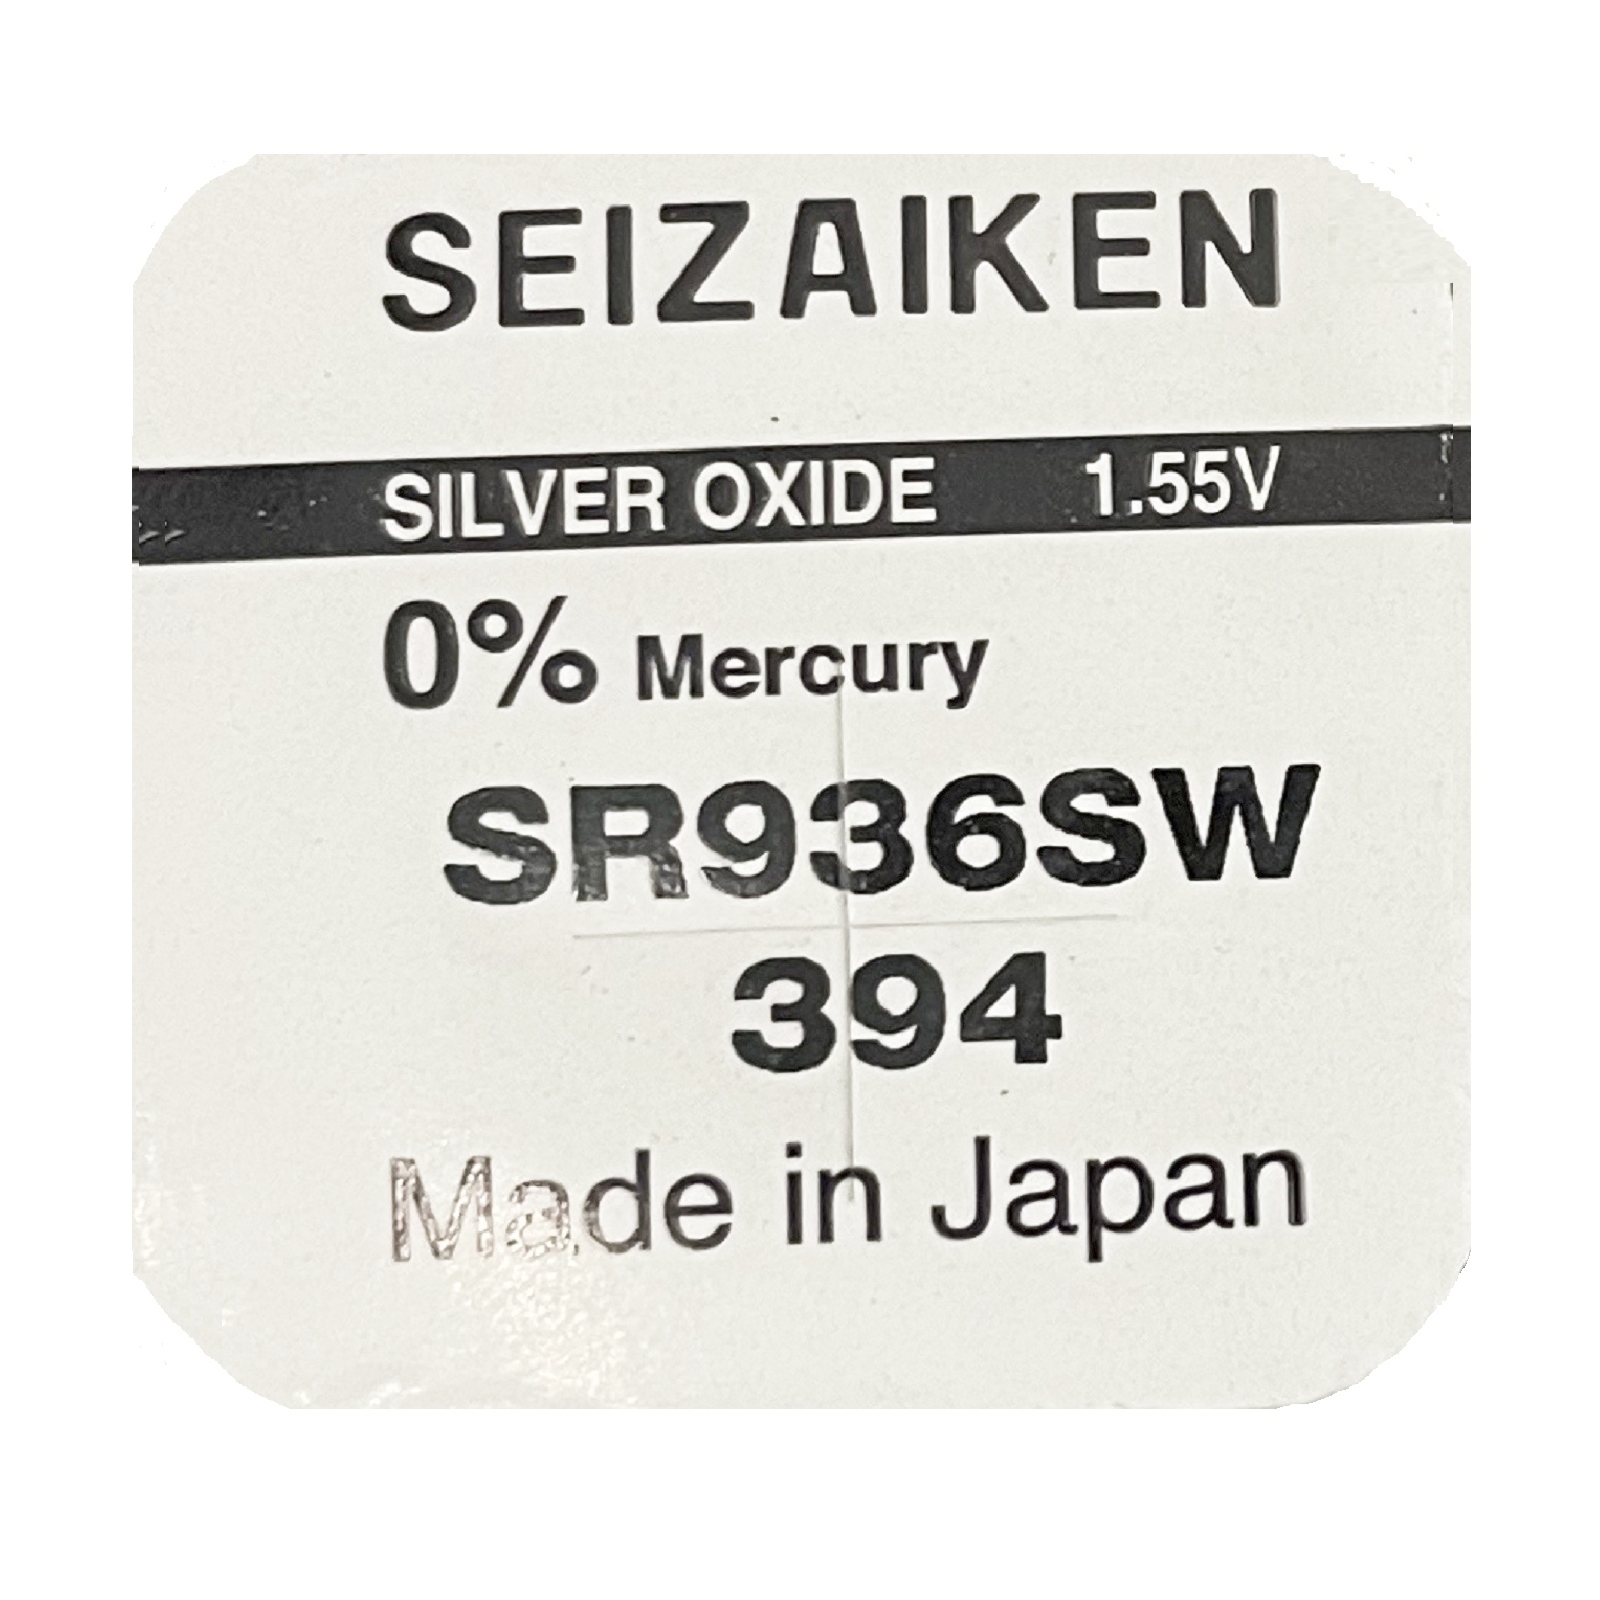 SEIZAIKEN
SILVER OXIDE 1.55V
0% Mercury
SR936SW
394
Made in Japan